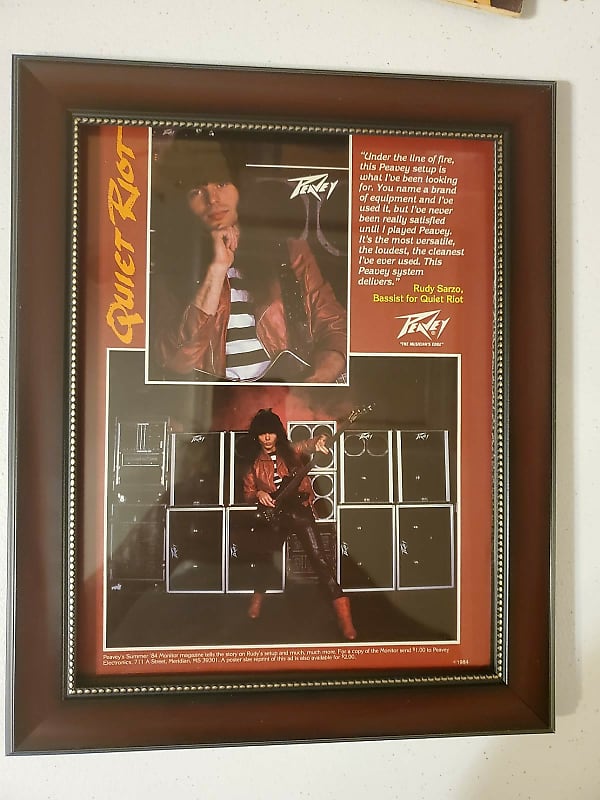 QUIET RIOT
PEAVEY
“Under the line of fire,
this Peavey setup is
what I've been looking
for. You name a brand
of equipment and I've
used it, but I've never
been really satisfied
until I played Peavey.
It's the most versatile,
the loudest, the cleanest
I've ever used. This
Peavey system
delivers.”
Rudy Sarzo,
Bassist for Quiet Riot
PEAVEY
"THE MUSICIAN'S EDGE"
PEAVEY
PEAVEY
PEAVEY
PEAVEY
PEAVEY
Peavey's Summer '84 Monitor magazine tells the story on Rudy's setup and much, much more. For a copy of the Monitor send $1.00 to Peavey
Electronics, 711 A Street, Meridian, MS 39301. A poster size reprint of this ad is also available for $2.00.
©1984